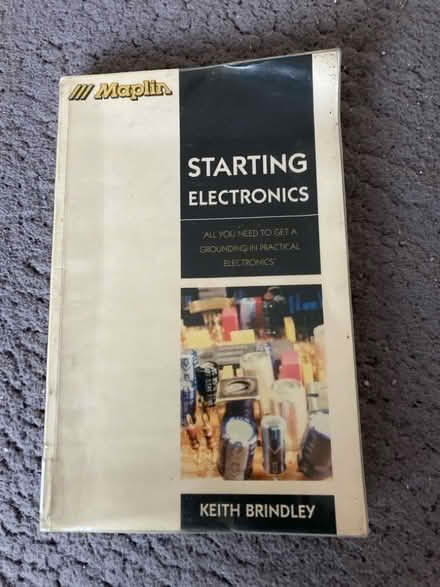 Maplin
STARTING
ELECTRONICS
'ALL YOU NEED TO GET A
GROUNDING IN PRACTICAL
ELECTRONICS'
KEITH BRINDLEY